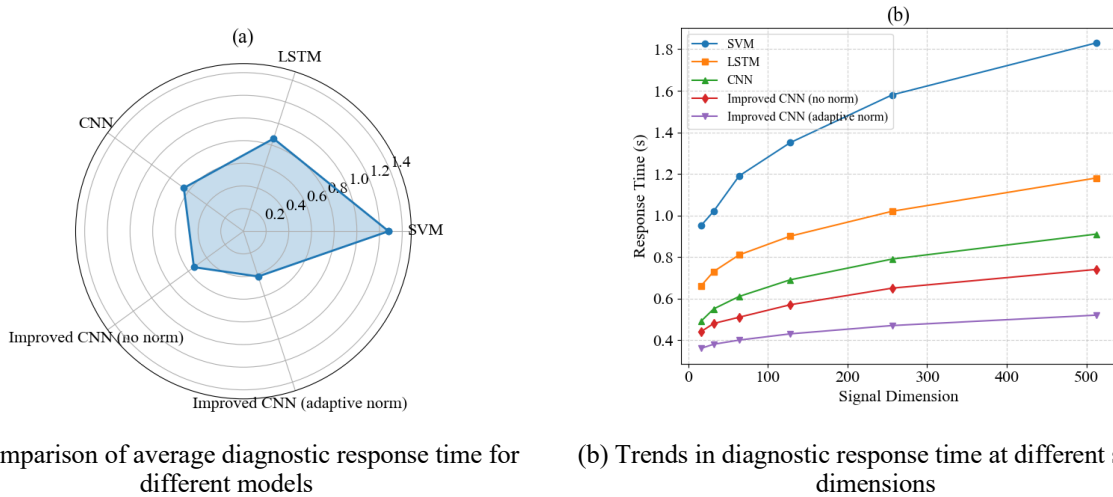 (a)
LSTM
CNN
1.4
1.2
1.0
0.8
0.6
0.4
0.2
SVM
Improved CNN (no norm)
Improved CNN (adaptive norm)
(b)
SVM
LSTM
CNN
Improved CNN (no norm)
Improved CNN (adaptive norm)
Response Time (s)
1.8
1.6
1.4
1.2
1.0
0.8
0.6
0.4
0 100 200 300 400 500
Signal Dimension
mparison of average diagnostic response time for
different models
(b) Trends in diagnostic response time at different s
dimensions